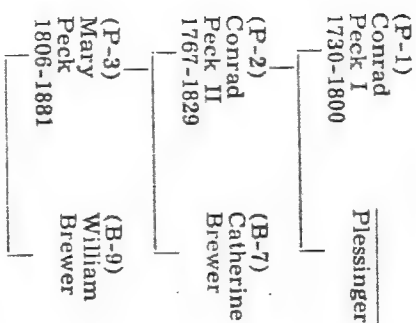 (P-1)
Conrad
Peck I
1730-1800
Plessinger
(P-2)
Conrad
Peck II
1767-1829
(B-7)
Catherine
Brewer
(P-3)
Mary
Peck
1806-1881
(B-9)
William
Brewer